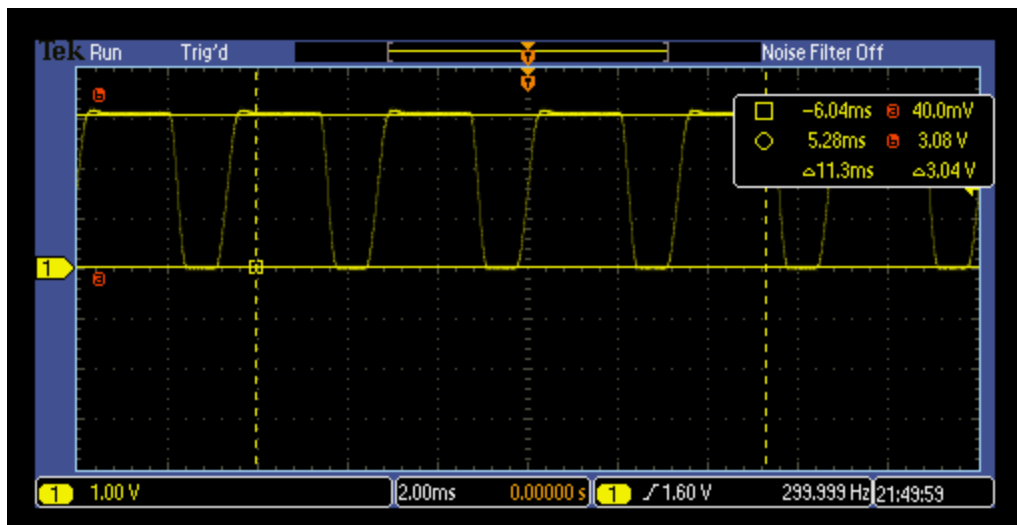 Tek Run Trig'd Noise Filter Off
b
−6.04ms a 40.0mV
5.28ms b 3.08 V
△11.3ms △3.04 V
1
a
1 1.00 V 2.00ms 0.00000 s 1 ∫ 1.60 V 299.999 Hz 21:49:59